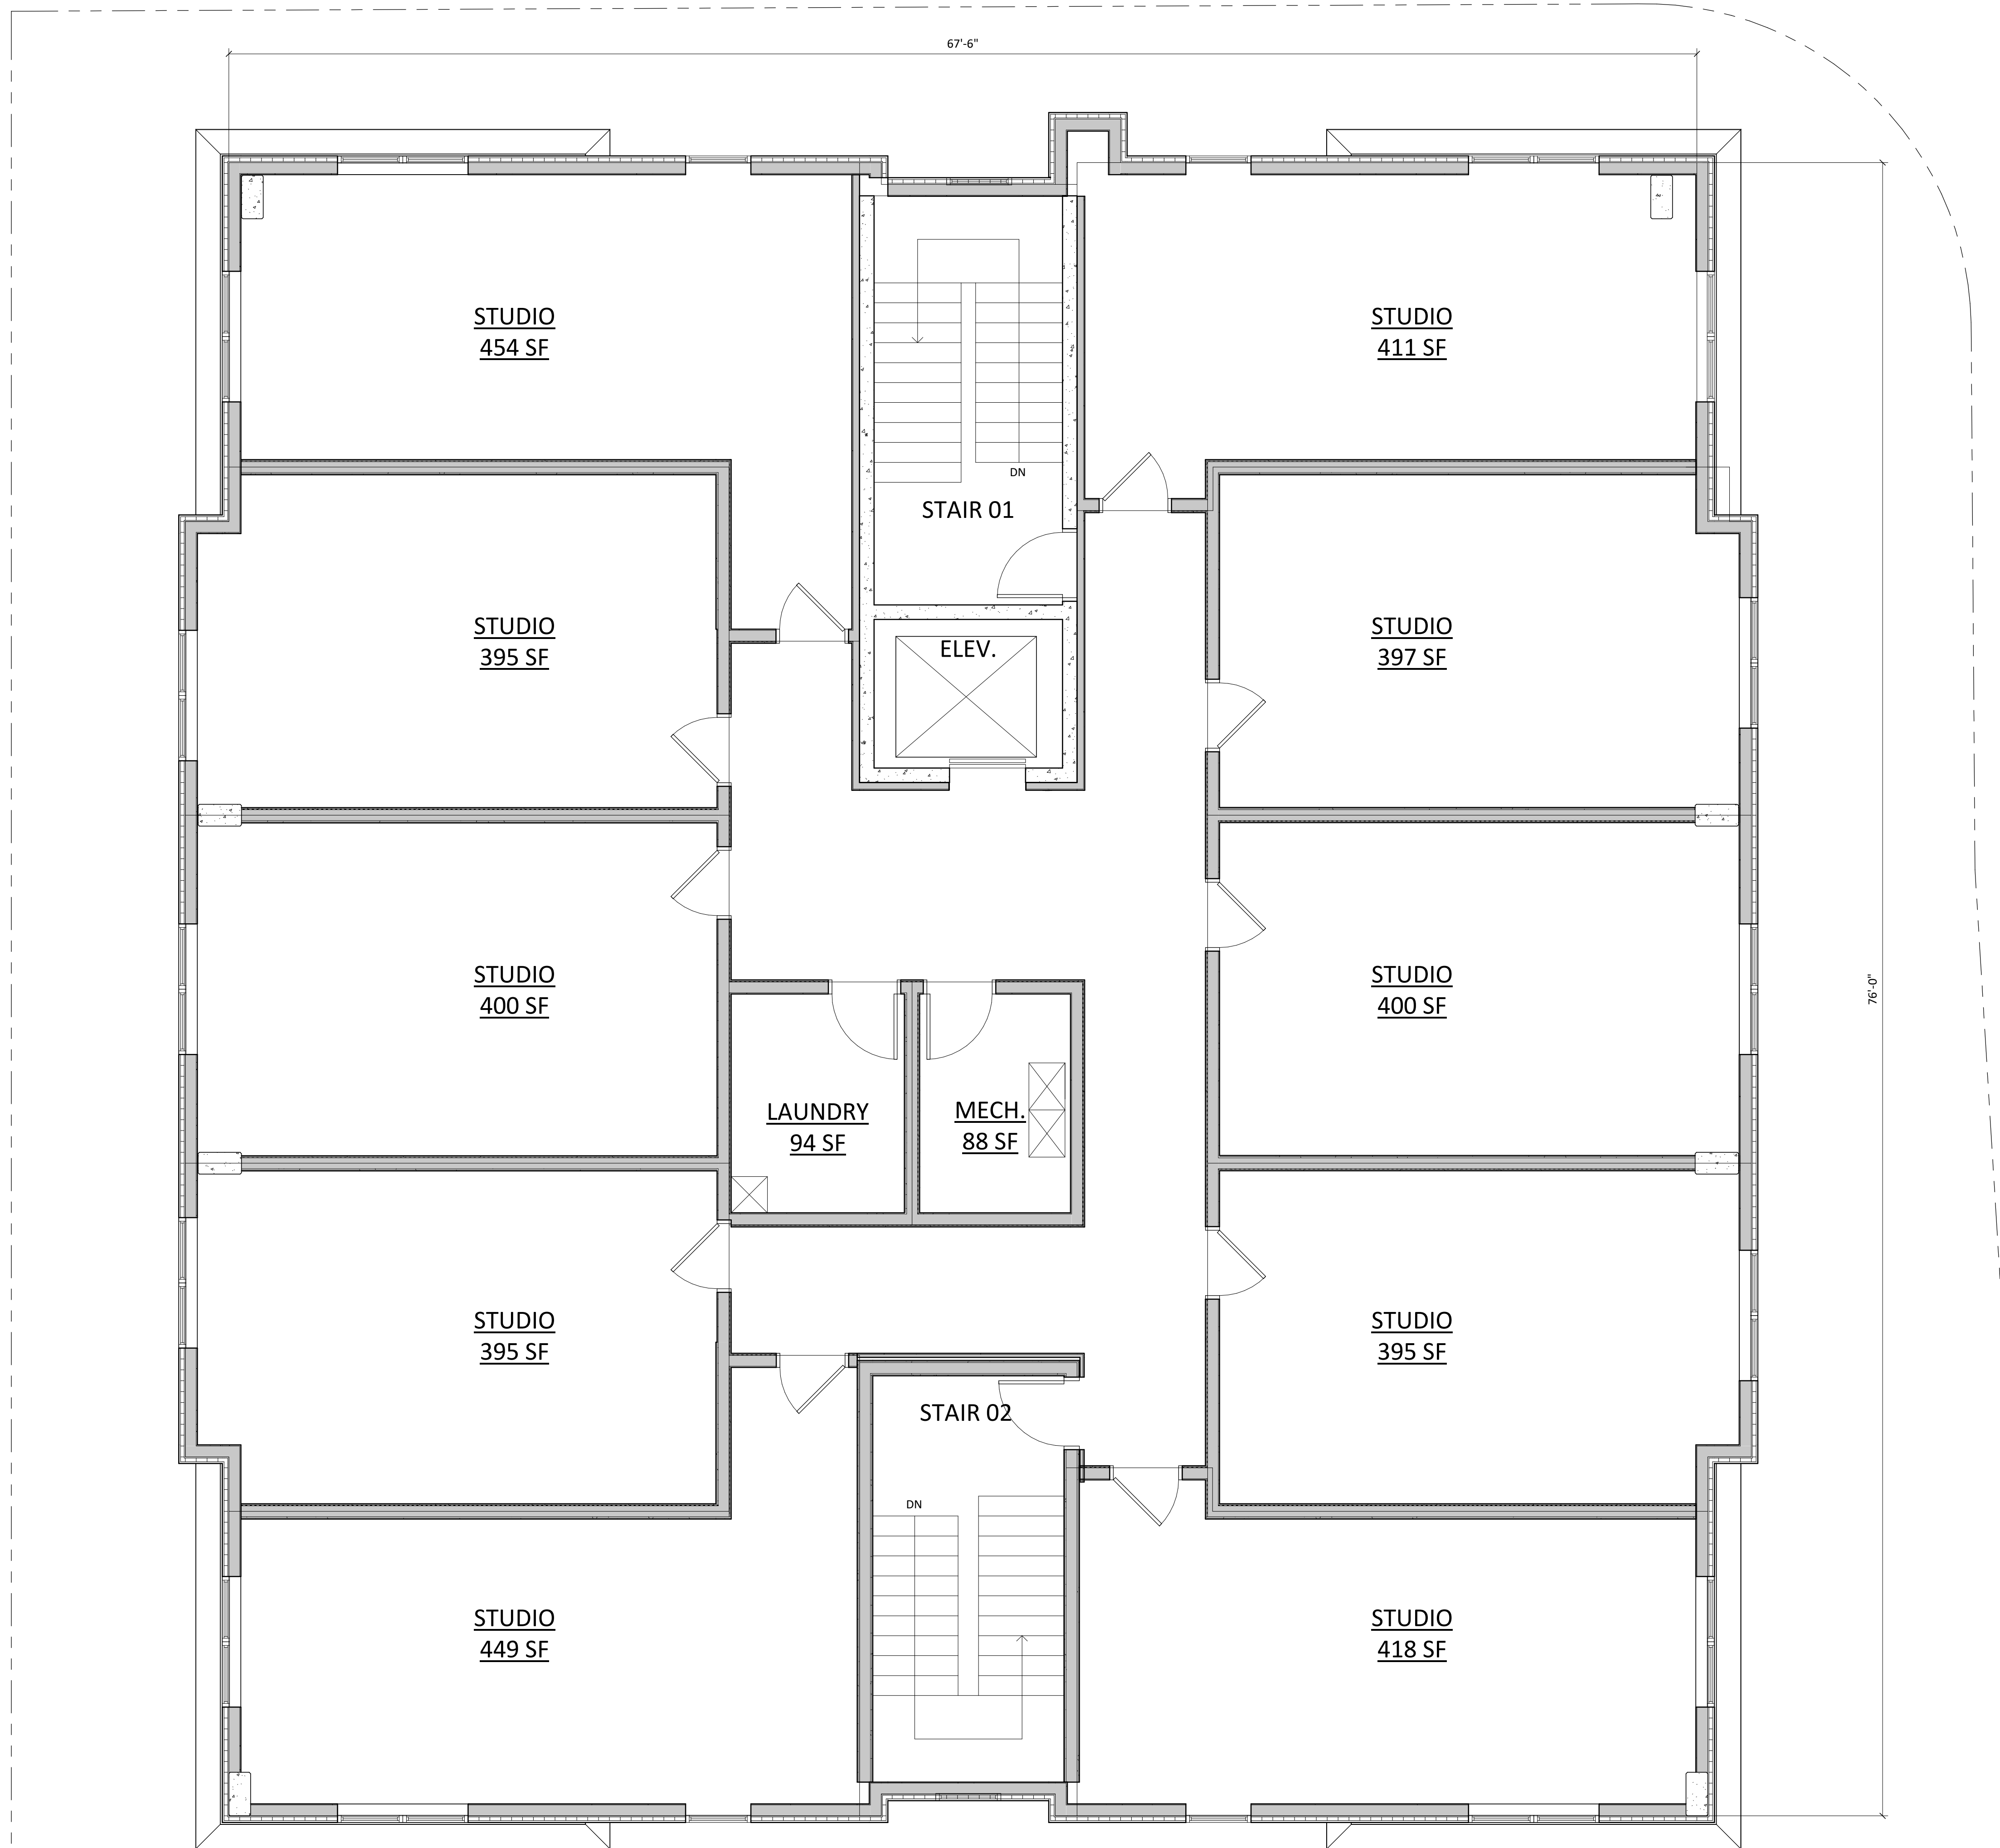 67'-6"
STUDIO
454 SF
STUDIO
411 SF
DN
STAIR 01
STUDIO
395 SF
ELEV.
STUDIO
397 SF
STUDIO
400 SF
STUDIO
400 SF
76'-0"
LAUNDRY
94 SF
MECH.
88 SF
STUDIO
395 SF
STUDIO
395 SF
STAIR 02
DN
STUDIO
449 SF
STUDIO
418 SF